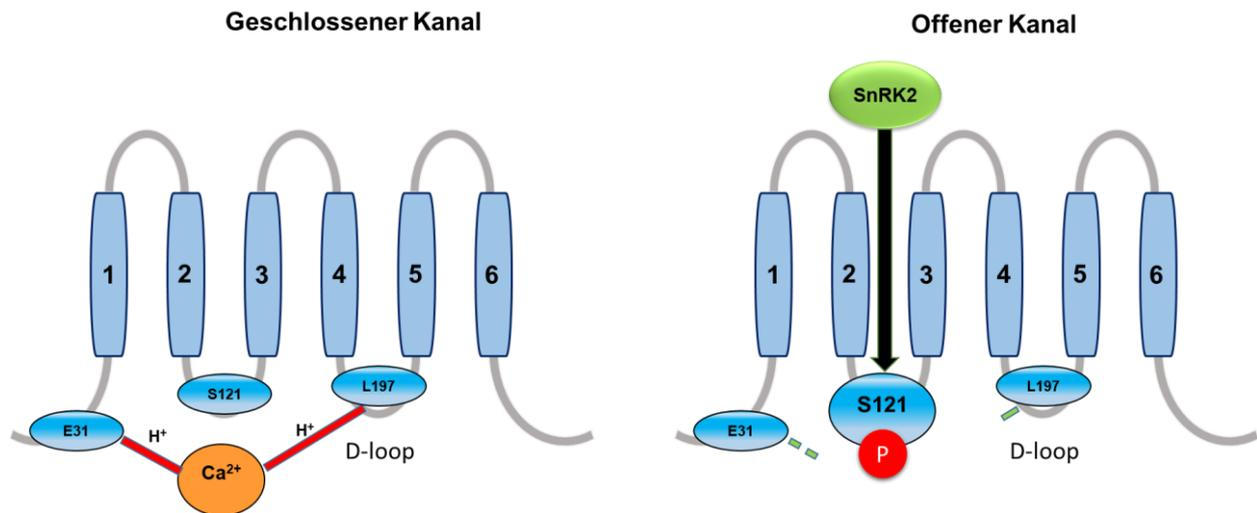 Geschlossener Kanal
1
2
3
4
5
6
S121
L197
E31
H⁺
H⁺
Ca²⁺
D-loop
Offener Kanal
SnRK2
1
2
3
4
5
6
L197
S121
E31
P
D-loop